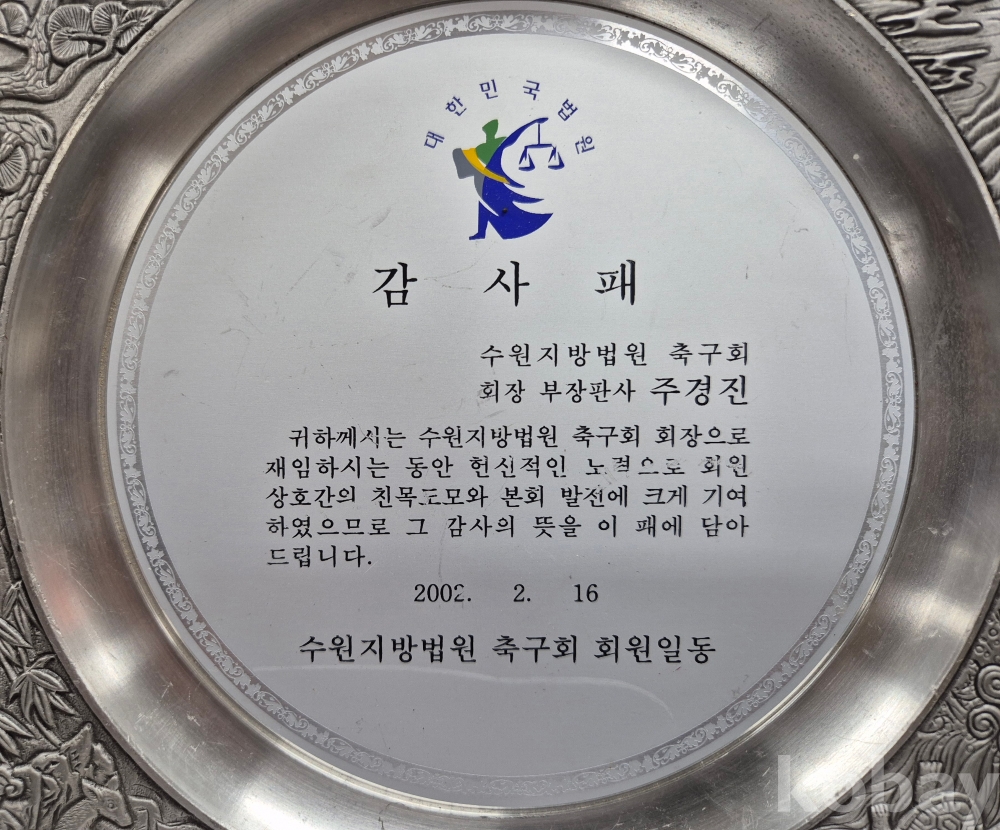 대한민국법원
감 사 패
수원지방법원 축구회
회장 부장판사 주경진
귀하께서는 수원지방법원 축구회 회장으로
재임하시는 동안 헌신적인 노력으로 회원
상호간의 친목도모와 본회 발전에 크게 기여
하였으므로 그 감사의 뜻을 이 패에 담아
드립니다.
2002. 2. 16
수원지방법원 축구회 회원일동
kobay